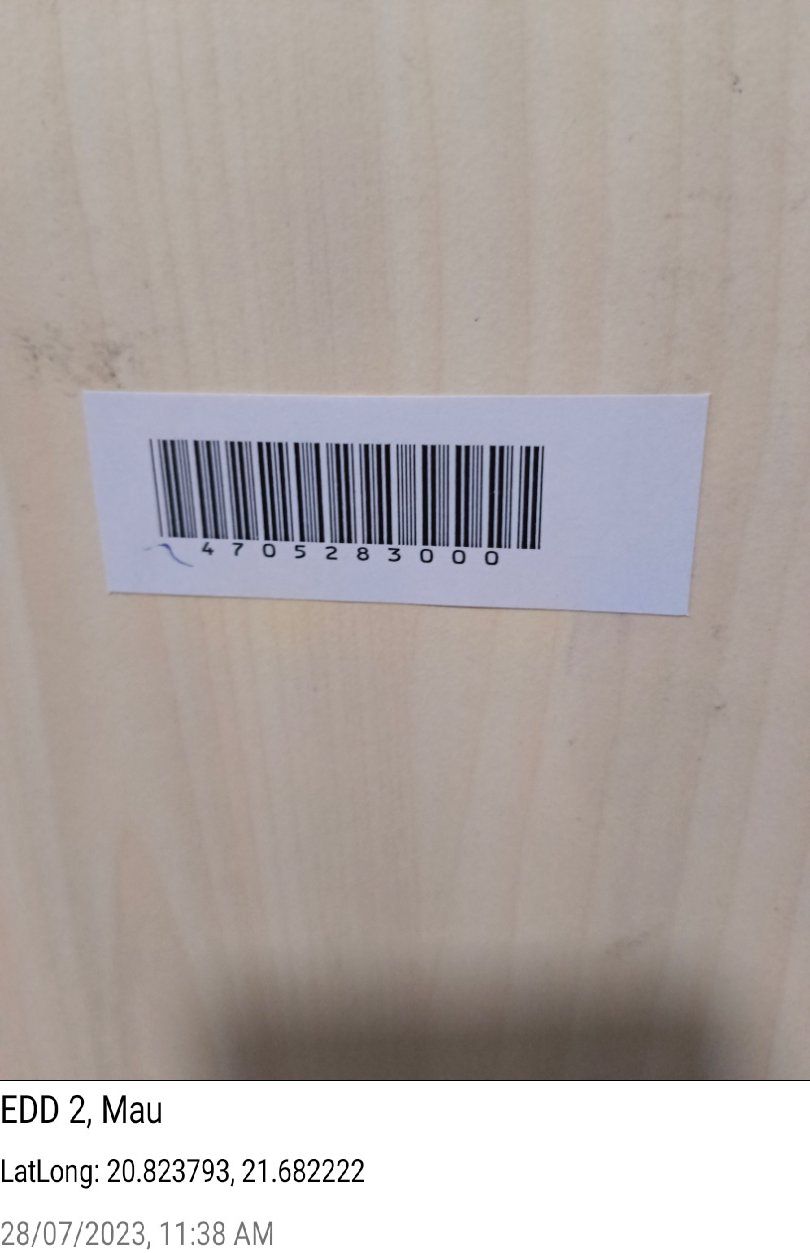 4705283000
EDD 2, Mau
LatLong: 20.823793, 21.682222
28/07/2023, 11:38 AM